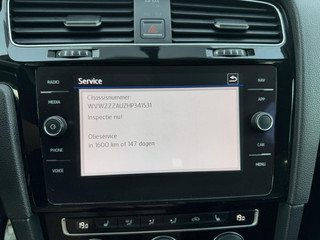 Service
RADIO
MEDIA
PHONE
VOICE
NAV
APP
CAR
MENU
Chassisnummer:
Inspectie nu!
Olieservice
in 1600 km of 147 dagen